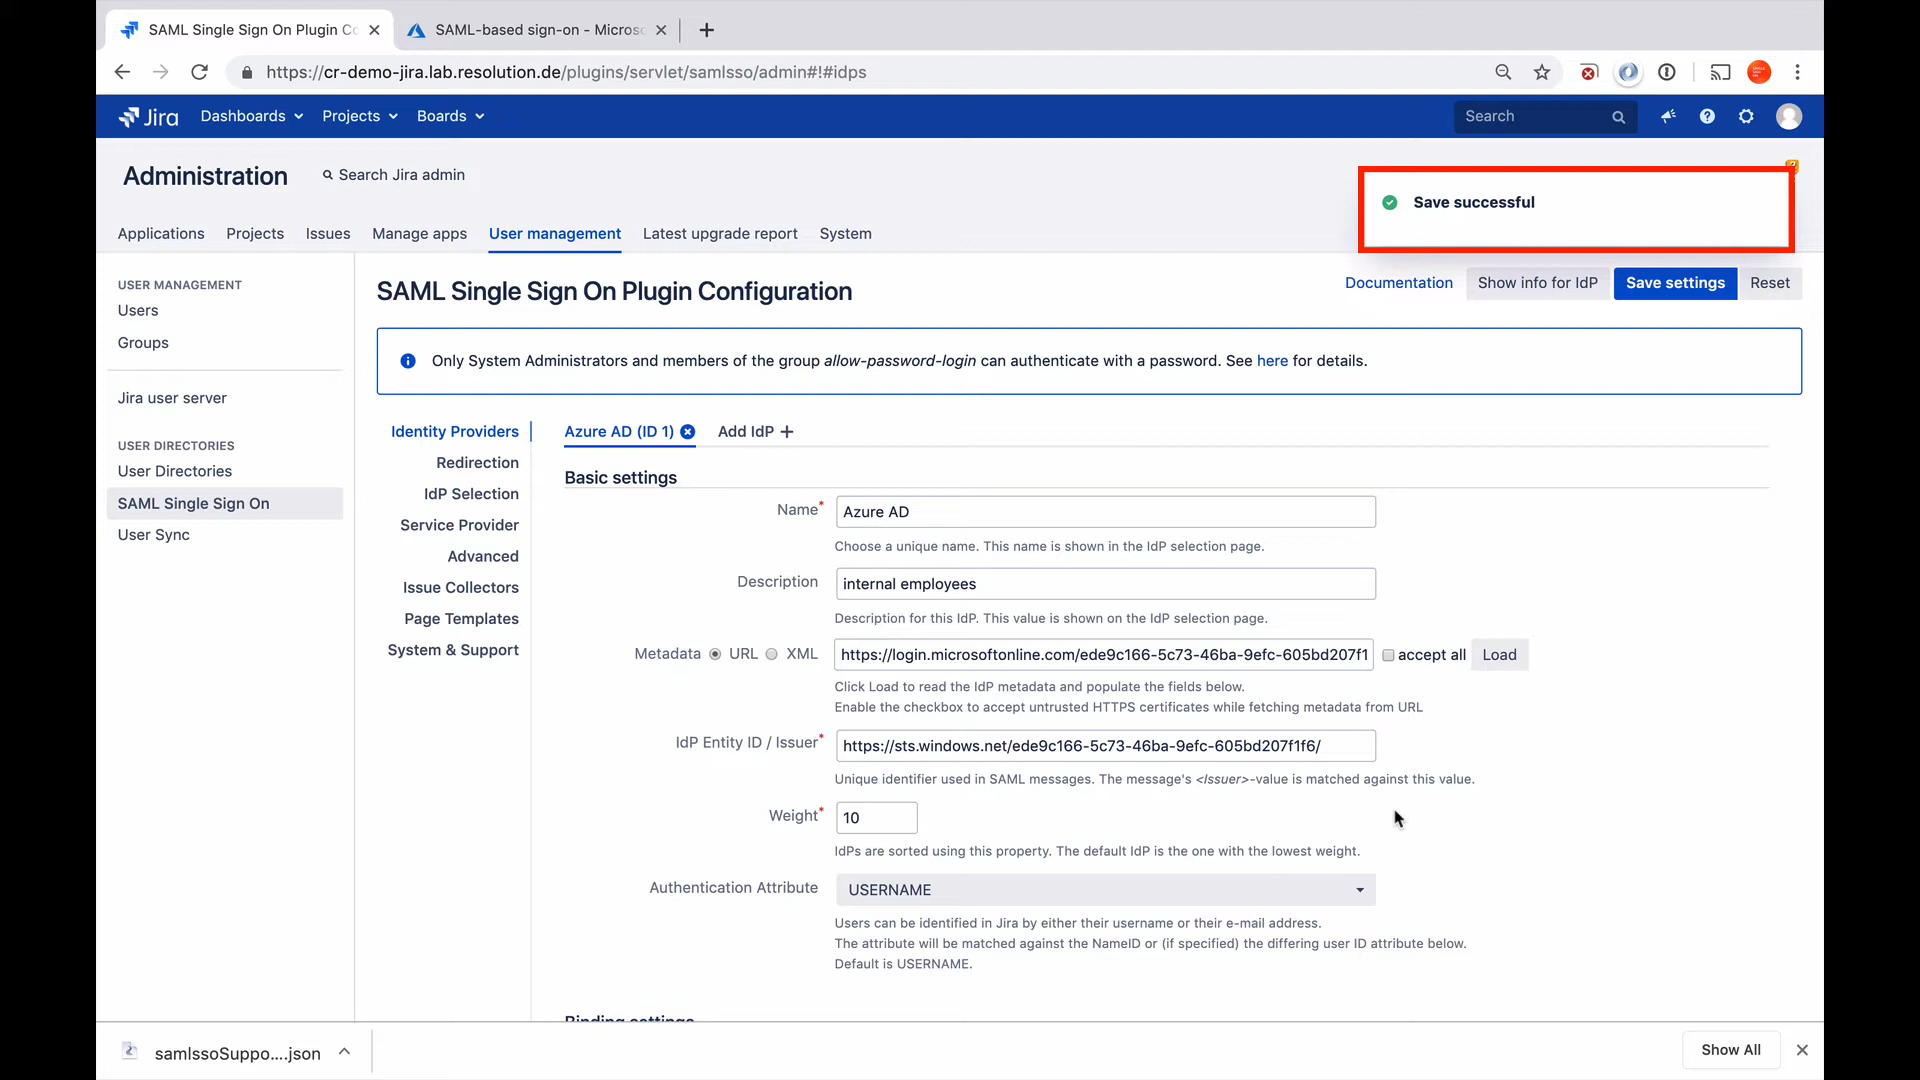 SAML Single Sign On Plugin Co
SAML-based sign-on - Micros
https://cr-demo-jira.lab.resolution.de/plugins/servlet/samlsso/admin#!#idps
Jira
Dashboards
Projects
Boards
Search
Administration
Search Jira admin
Save successful
Applications
Projects
Issues
Manage apps
User management
Latest upgrade report
System
USER MANAGEMENT
Users
Groups
Jira user server
USER DIRECTORIES
User Directories
SAML Single Sign On
User Sync
SAML Single Sign On Plugin Configuration
Documentation
Show info for IdP
Save settings
Reset
Only System Administrators and members of the group allow-password-login can authenticate with a password. See here for details.
Identity Providers
Redirection
IdP Selection
Service Provider
Advanced
Issue Collectors
Page Templates
System & Support
Azure AD (ID 1)
Add IdP
Basic settings
Name*
Azure AD
Choose a unique name. This name is shown in the IdP selection page.
Description
internal employees
Description for this IdP. This value is shown on the IdP selection page.
Metadata
URL
XML
https://login.microsoftonline.com/ede9c166-5c73-46ba-9efc-605bd207f1
accept all
Load
Click Load to read the IdP metadata and populate the fields below.
Enable the checkbox to accept untrusted HTTPS certificates while fetching metadata from URL
IdP Entity ID / Issuer*
https://sts.windows.net/ede9c166-5c73-46ba-9efc-605bd207f1f6/
Unique identifier used in SAML messages. The message's <Issuer>-value is matched against this value.
Weight*
10
IdPs are sorted using this property. The default IdP is the one with the lowest weight.
Authentication Attribute
USERNAME
Users can be identified in Jira by either their username or their e-mail address.
The attribute will be matched against the NameID or (if specified) the differing user ID attribute below.
Default is USERNAME.
Binding settings
samlssoSuppo....json
Show All